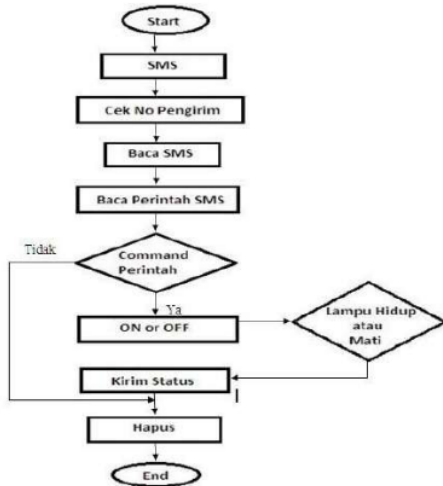 Start
SMS
Cek No Pengirim
Baca SMS
Baca Perintah SMS
Tidak
Command
Perintah
Ya
ON or OFF
Lampu Hidup
atau
Mati
Kirim Status
Hapus
End